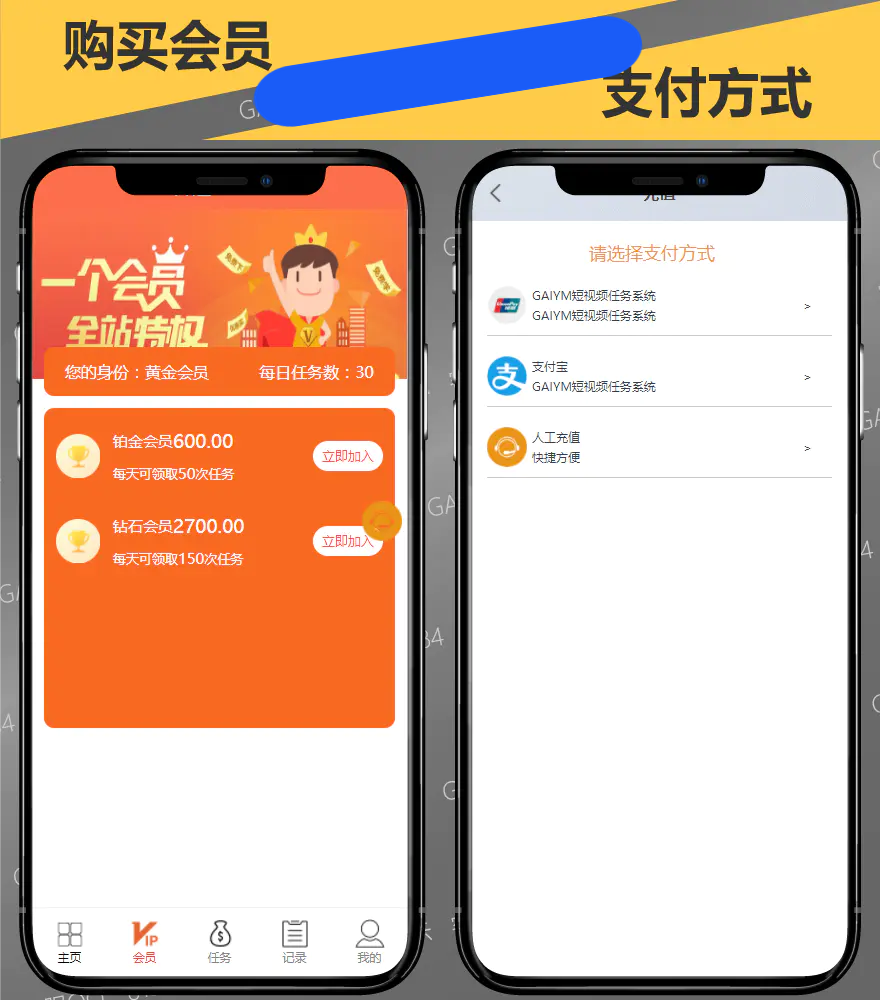 购买会员
支付方式
一个会员
全站特权
您的身份：黄金会员
每日任务数：30
铂金会员600.00
每天可领取50次任务
立即加入
钻石会员2700.00
每天可领取150次任务
立即加入
主页
VIP
会员
任务
记录
我的
充值
请选择支付方式
GAIYM短视频任务系统
GAIYM短视频任务系统
>
支付宝
GAIYM短视频任务系统
>
人工充值
快捷方便
>